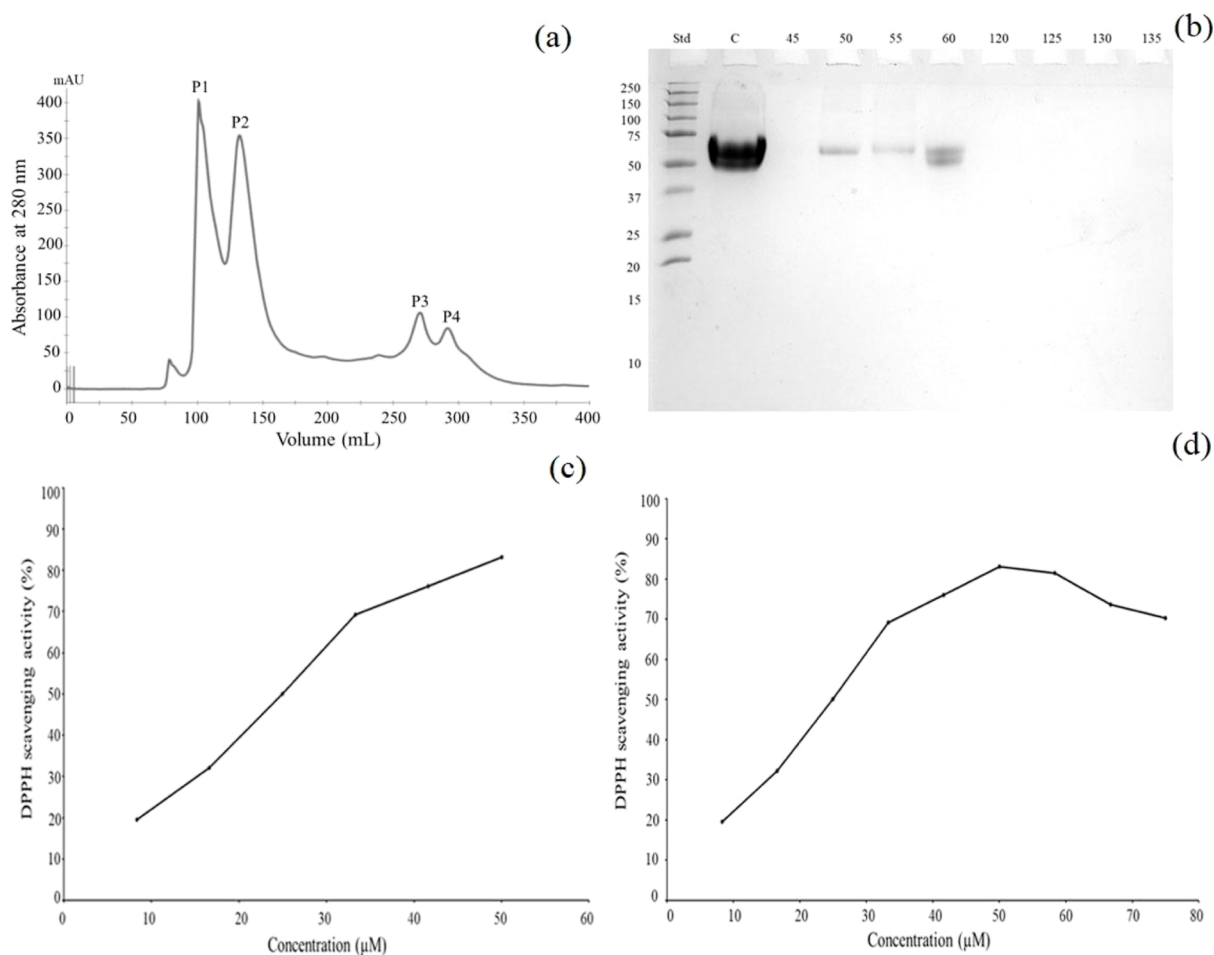 (a)
mAU
400
350
300
250
200
150
100
50
0
Absorbance at 280 nm
P1
P2
P3
P4
0 50 100 150 200 250 300 350 400
Volume (mL)
(b)
Std C 45 50 55 60 120 125 130 135
250
150
100
75
50
37
25
20
15
10
(c)
100
90
80
70
60
50
40
30
20
10
0
DPPH scavenging activity (%)
0 10 20 30 40 50 60
Concentration (μM)
(d)
100
90
80
70
60
50
40
30
20
10
0
DPPH scavenging activity (%)
0 10 20 30 40 50 60 70 80
Concentration (μM)